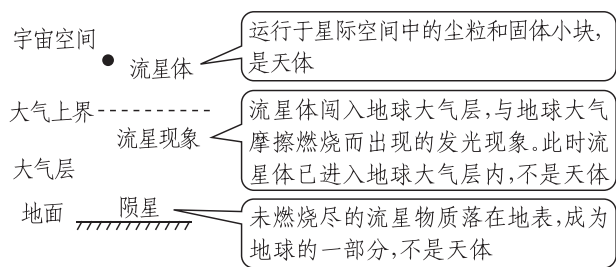 宇宙空间
流星体
运行于星际空间中的尘粒和固体小块,
是天体
大气上界
流星现象
流星体闯入地球大气层,与地球大气
摩擦燃烧而出现的发光现象。此时流
星体已进入地球大气层内,不是天体
大气层
地面
陨星
未燃烧尽的流星物质落在地表,成为
地球的一部分,不是天体